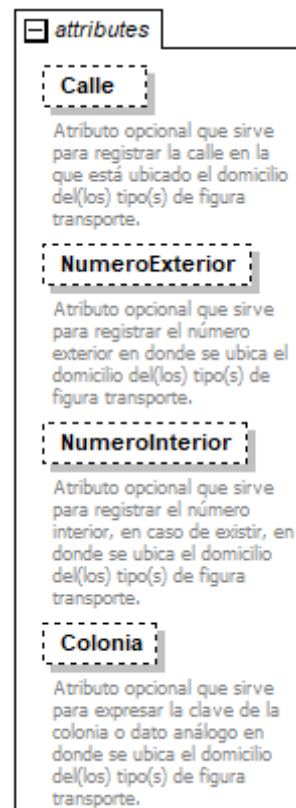 attributes
Calle
Atributo opcional que sirve
para registrar la calle en la
que está ubicado el domicilio
del(los) tipo(s) de figura
transporte.
NumeroExterior
Atributo opcional que sirve
para registrar el número
exterior en donde se ubica el
domicilio del(los) tipo(s) de
figura transporte.
NumeroInterior
Atributo opcional que sirve
para registrar el número
interior, en caso de existir, en
donde se ubica el domicilio
del(los) tipo(s) de figura
transporte.
Colonia
Atributo opcional que sirve
para expresar la clave de la
colonia o dato análogo en
donde se ubica el domicilio
del(los) tipo(s) de figura
transporte.